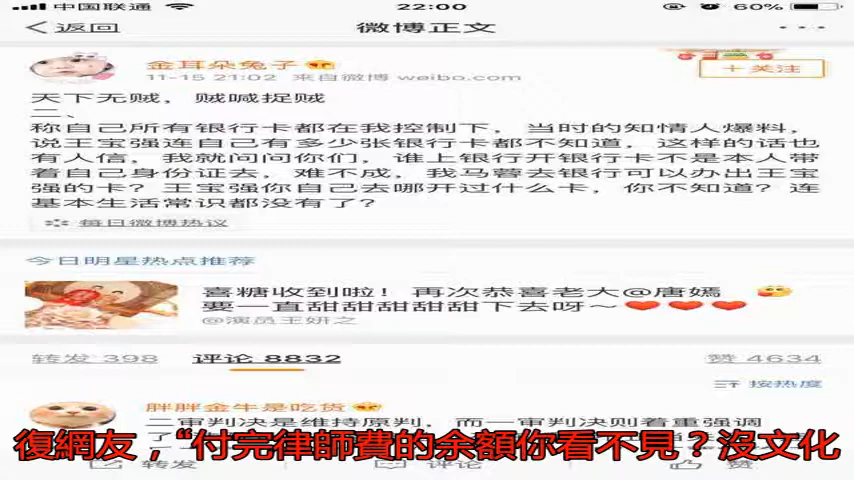 中国联通 22:00 60%
返回 微博正文
金耳朵兔子
11-15 21:02 来自微博 weibo.com
+关注
天下无贼，贼喊捉贼
二、
称自己所有银行卡都在我控制下，当时的知情人爆料，
说王宝强连自己有多少张银行卡都不知道，这样的话也
有人信，我就问问你们，谁上银行开银行卡不是本人带
着自己身份证去，难不成，我马蓉去银行可以办出王宝
强的卡？王宝强你自己去哪开过什么卡，你不知道？连
基本生活常识都没有了？
每日微博热议
今日明星热点推荐
喜糖收到啦！再次恭喜老大@唐嫣
要一直甜甜甜甜甜下去呀～
@演员王妍之
转发 398 评论 8832 赞 4634
按热度
胖胖金牛是吃货
二审判决是维持原判，而一审判决则着重强调
復網友，“付完律師費的余額你看不見？沒文化
转发 评论 赞